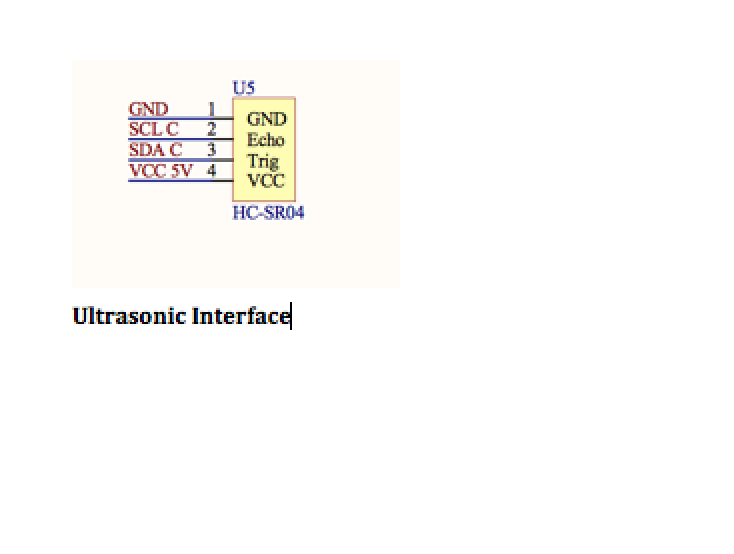 U5
GND 1 GND
SCL C 2 Echo
SDA C 3 Trig
VCC 5V 4 VCC
HC-SR04
Ultrasonic Interface